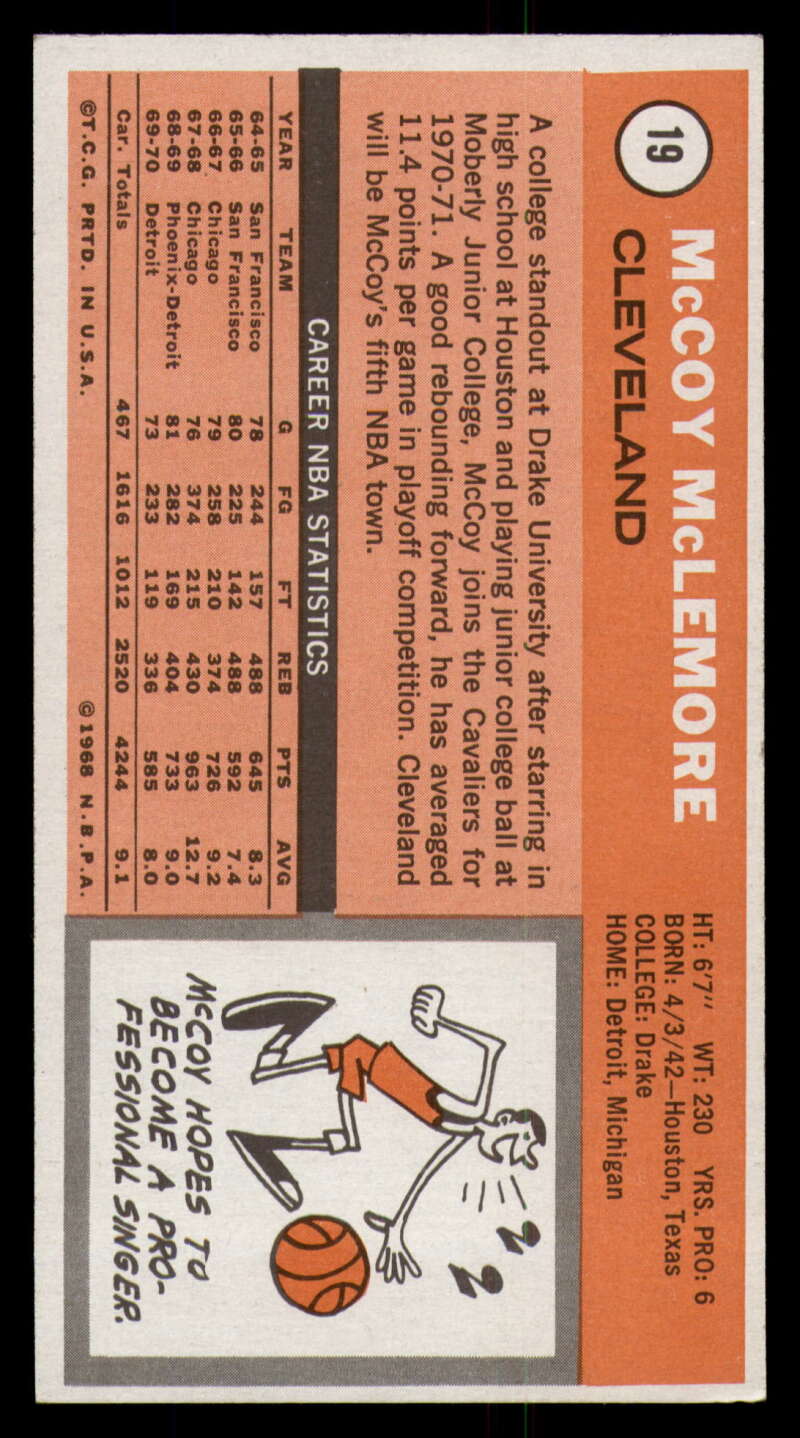 19
McCOY McLEMORE
CLEVELAND
HT: 6'7" WT: 230 YRS. PRO: 6
BORN: 4/3/42—Houston, Texas
COLLEGE: Drake
HOME: Detroit, Michigan
A college standout at Drake University after starring in
high school at Houston and playing junior college ball at
Moberly Junior College, McCoy joins the Cavaliers for
1970-71. A good rebounding forward, he has averaged
11.4 points per game in playoff competition. Cleveland
will be McCoy's fifth NBA town.
CAREER NBA STATISTICS
YEAR TEAM G FG FT REB PTS AVG
64-65 San Francisco 78 244 157 488 645 8.3
65-66 San Francisco 80 225 142 488 592 7.4
66-67 Chicago 79 258 210 374 726 9.2
67-68 Chicago 76 374 215 430 963 12.7
68-69 Phoenix-Detroit 81 282 169 404 733 9.0
69-70 Detroit 73 233 119 336 585 8.0
Car. Totals 467 1616 1012 2520 4244 9.1
©T.C.G. PRTD. IN U.S.A. ©1968 N.B.P.A.
McCOY HOPES TO
BECOME A PRO-
FESSIONAL SINGER.